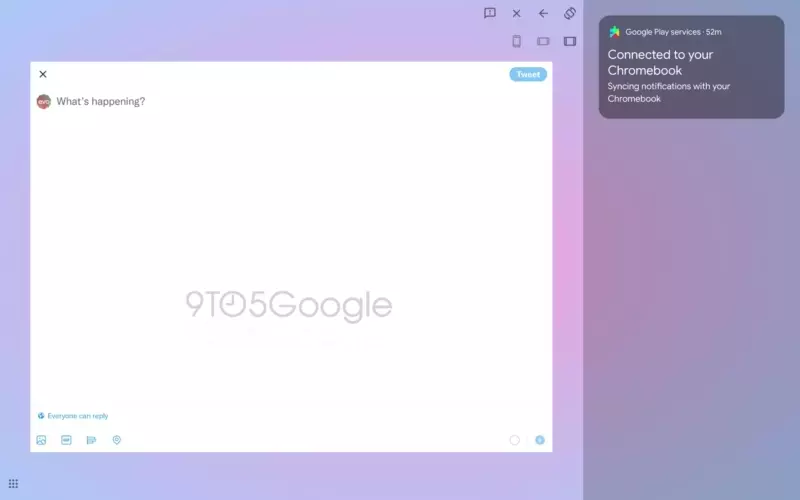 Google Play services · 52m
Connected to your
Chromebook
Syncing notifications with your
Chromebook
Tweet
What's happening?
9TO5Google
Everyone can reply
GIF